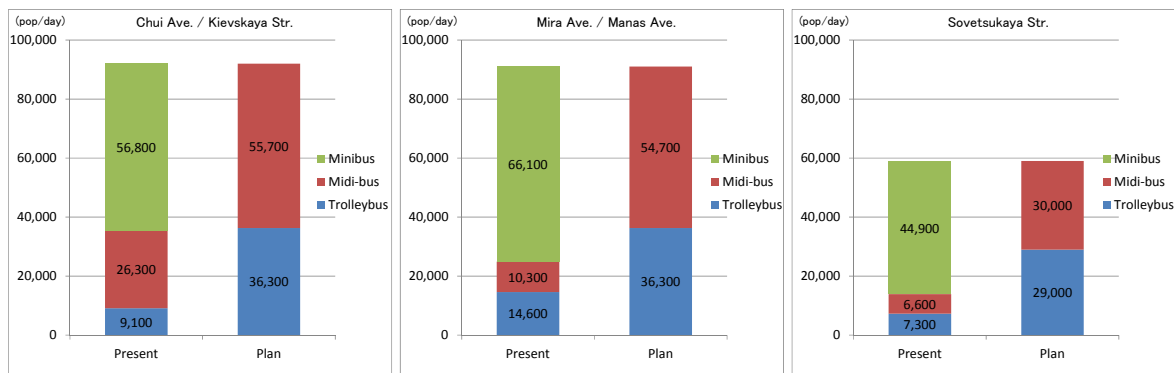 (pop/day)
Chui Ave. / Kievskaya Str.
100,000
80,000
60,000
40,000
20,000
0
56,800
26,300
9,100
55,700
36,300
Minibus
Midi-bus
Trolleybus
Present
Plan
(pop/day)
Mira Ave. / Manas Ave.
100,000
80,000
60,000
40,000
20,000
0
66,100
10,300
14,600
54,700
36,300
Minibus
Midi-bus
Trolleybus
Present
Plan
(pop/day)
Sovetsukaya Str.
100,000
80,000
60,000
40,000
20,000
0
44,900
6,600
7,300
30,000
29,000
Minibus
Midi-bus
Trolleybus
Present
Plan